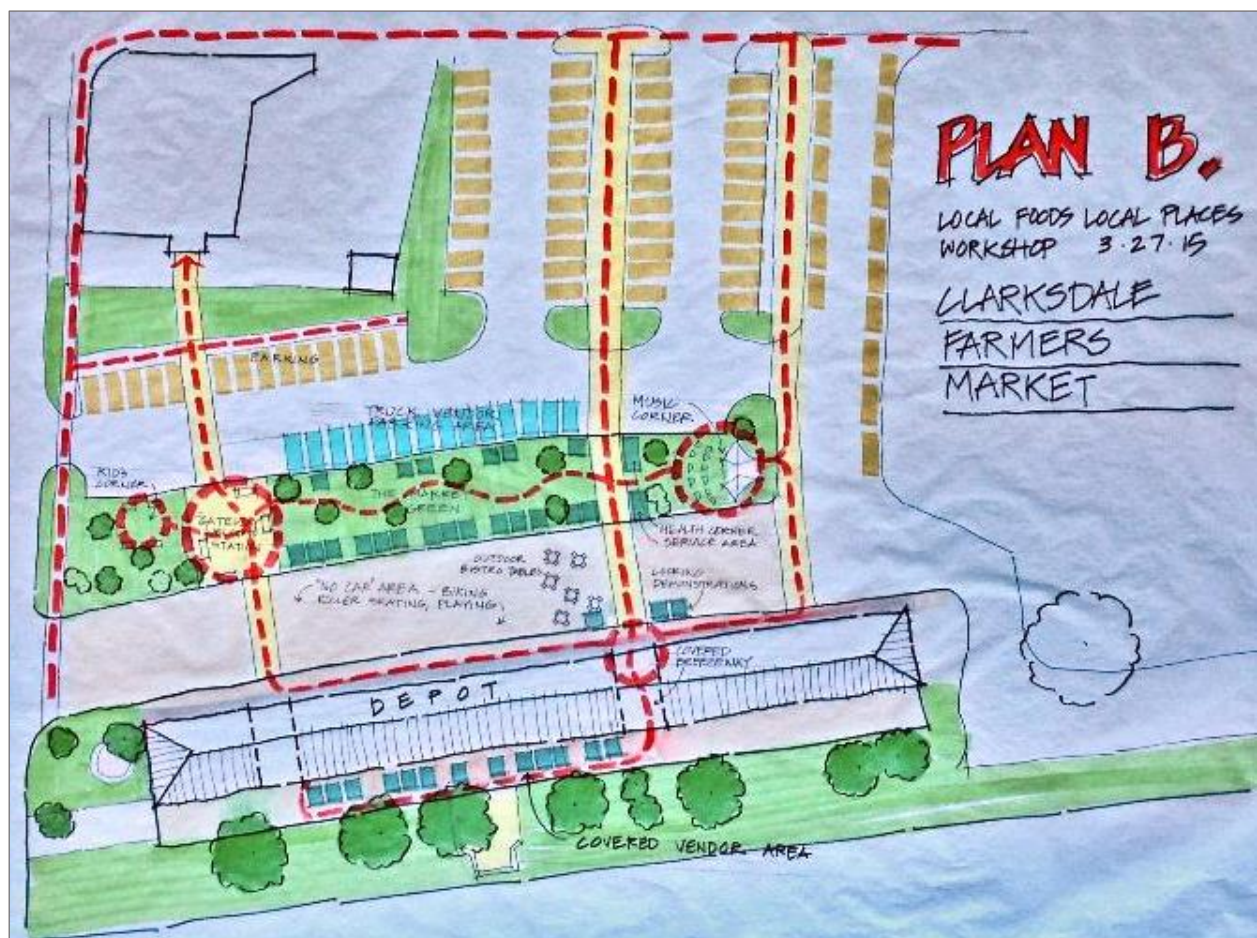 PLAN B.
LOCAL FOODS LOCAL PLACES
WORKSHOP 3.27.15
CLARKSDALE
FARMERS
MARKET
PARKING
TRUCK VENDOR
PARKING AREA
MUSIC
CORNER
KIDS
CORNER
THE MARKET
GREEN
HEALTH CORNER
SERVICE AREA
OUTDOOR
BISTRO TABLES
COOKING
DEMONSTRATIONS
"NO CAR" AREA - BIKING
ROLLER SKATING, PLAYING
COVERED
BREEZEWAY
DEPOT
COVERED VENDOR AREA